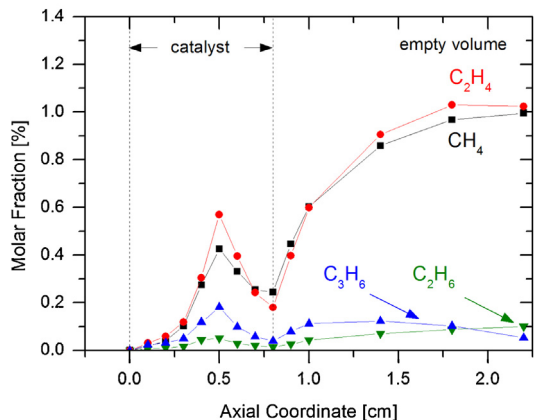 1.4
1.2
1.0
0.8
0.6
0.4
0.2
0.0
Molar Fraction [%]
catalyst
empty volume
C₂H₄
CH₄
C₃H₆
C₂H₆
0.0 0.5 1.0 1.5 2.0
Axial Coordinate [cm]